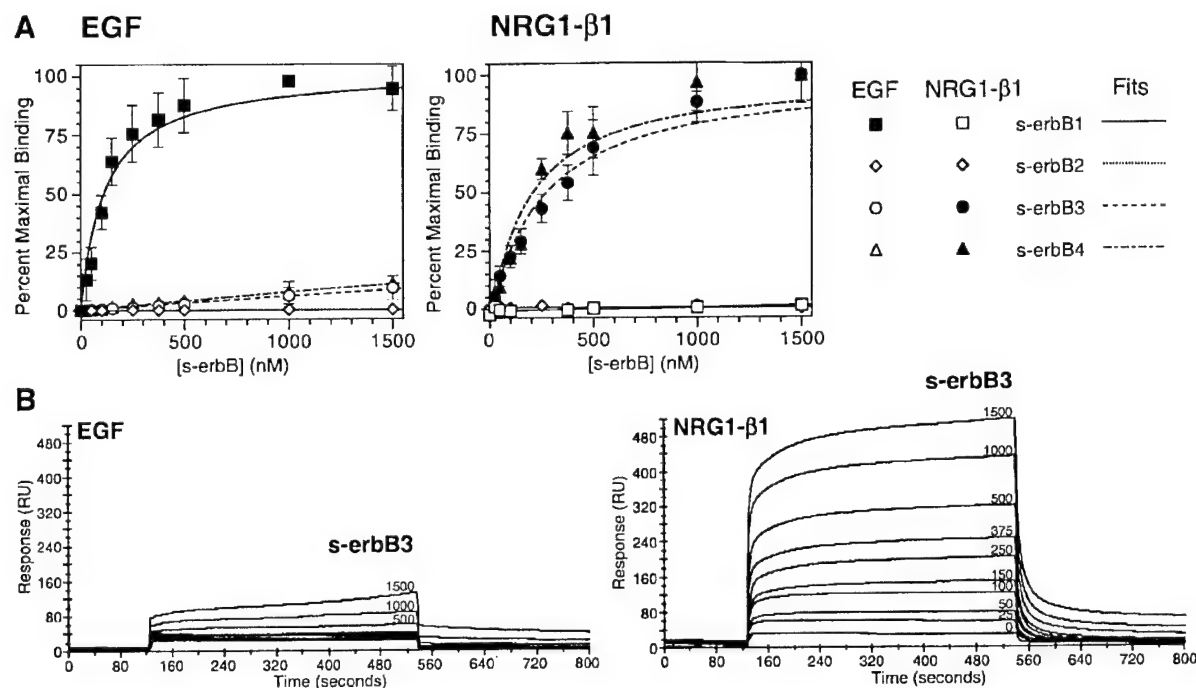 A
EGF
NRG1-β1
Percent Maximal Binding
100
75
50
25
0
0
500
1000
1500
[s-erbB] (nM)
Percent Maximal Binding
100
75
50
25
0
0
500
1000
1500
[s-erbB] (nM)
EGF
NRG1-β1
Fits
s-erbB1
s-erbB2
s-erbB3
s-erbB4
B
EGF
Response (RU)
480
400
320
240
160
80
0
s-erbB3
1500
1000
500
0
80
160
240
320
400
480
560
640
720
800
Time (seconds)
s-erbB3
NRG1-β1
Response (RU)
480
400
320
240
160
80
0
1500
1000
500
375
250
150
100
50
25
0
0
80
160
240
320
400
480
560
640
720
800
Time (seconds)